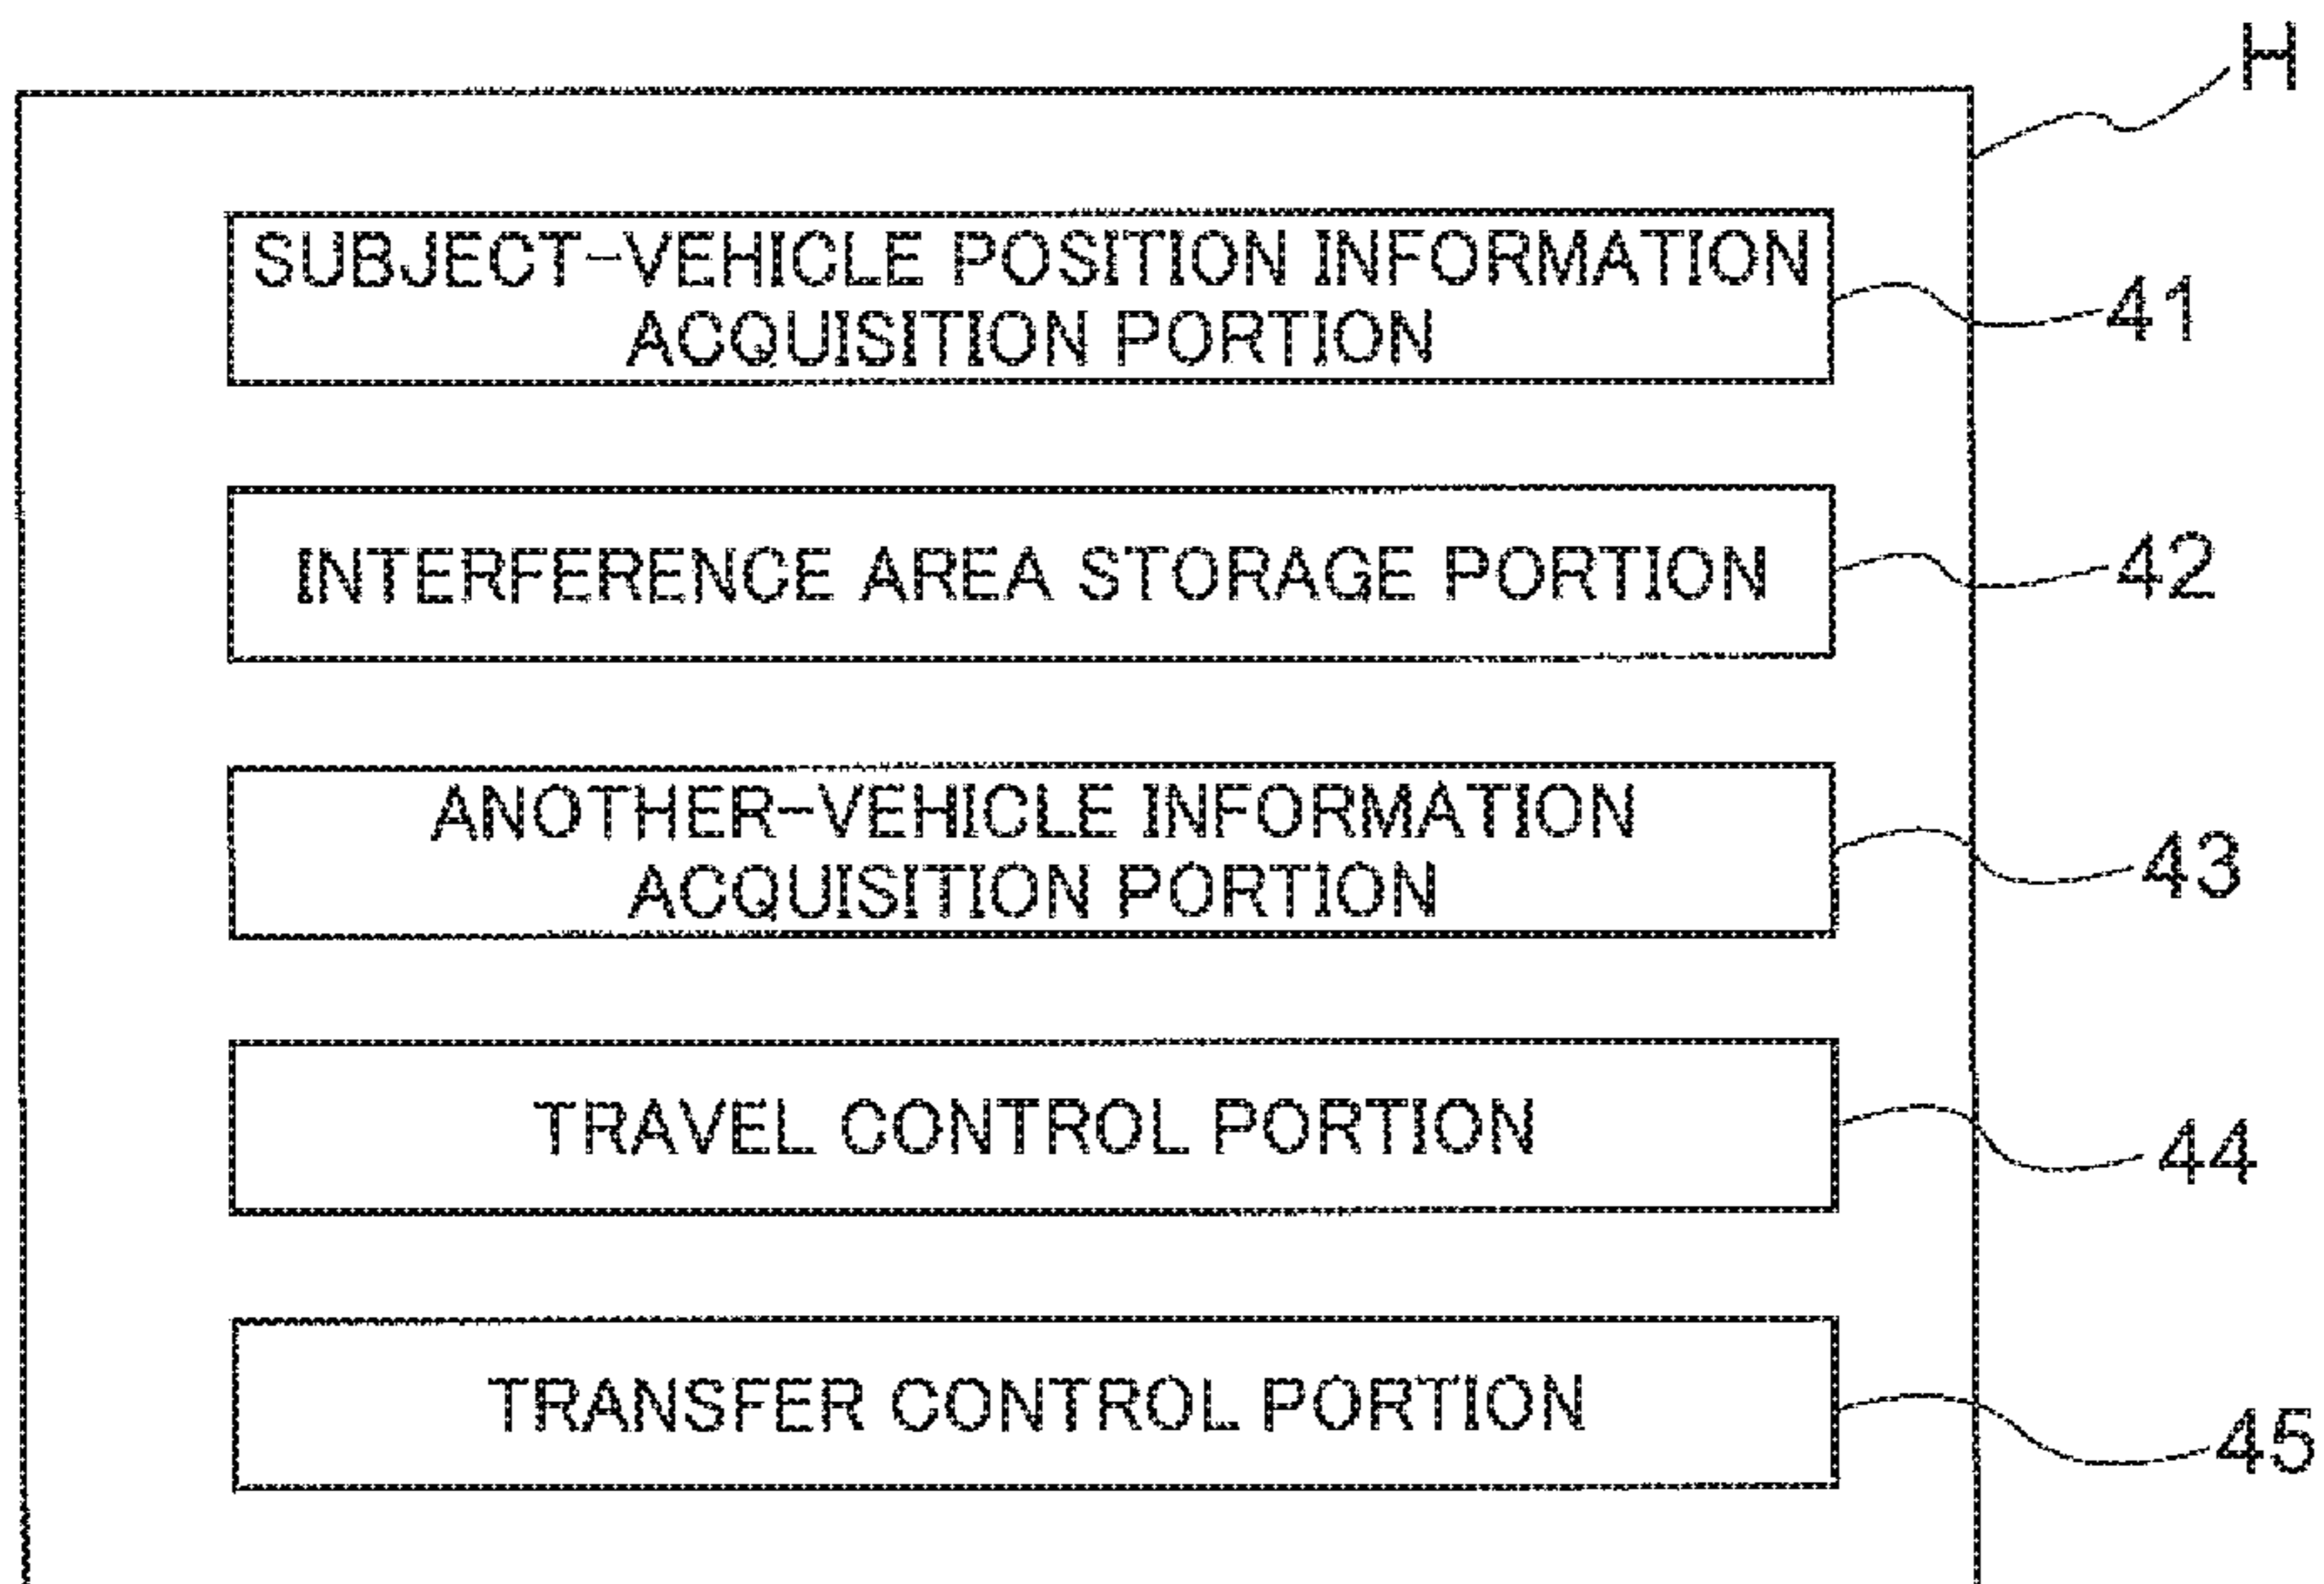 H
SUBJECT-VEHICLE POSITION INFORMATION
ACQUISITION PORTION
41
INTERFERENCE AREA STORAGE PORTION
42
ANOTHER-VEHICLE INFORMATION
ACQUISITION PORTION
43
TRAVEL CONTROL PORTION
44
TRANSFER CONTROL PORTION
45